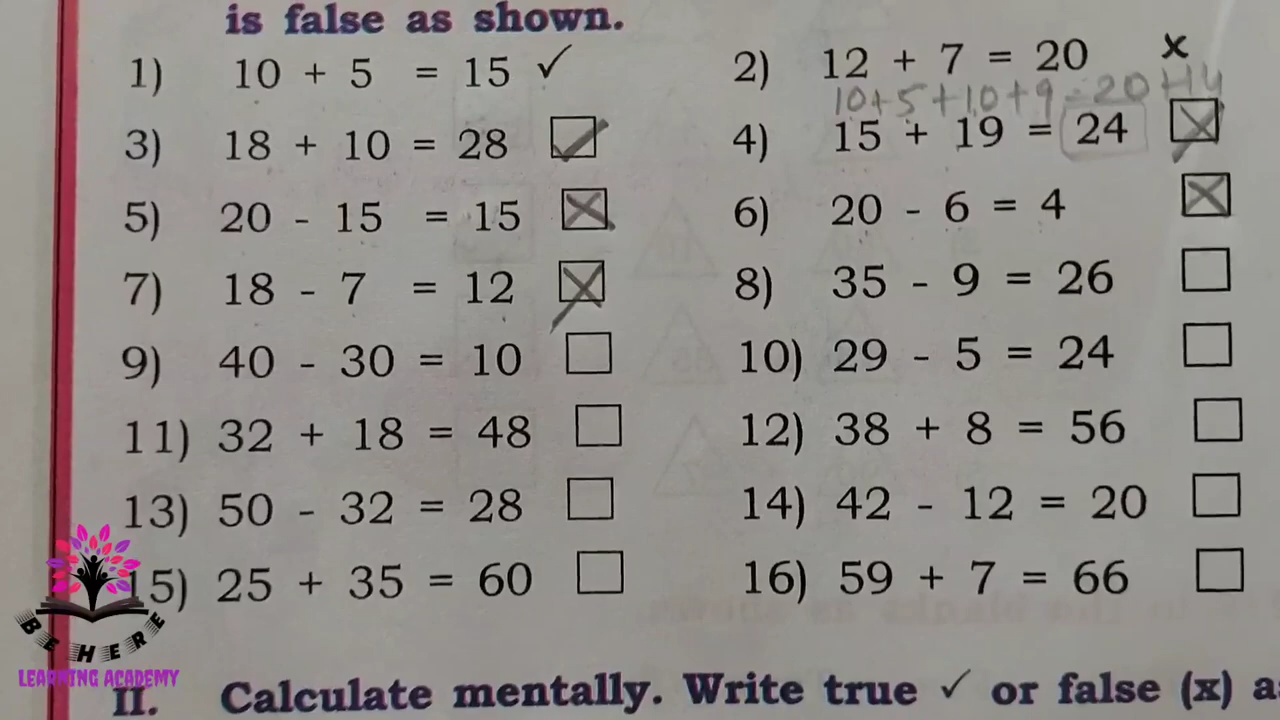 is false as shown.
1) 10 + 5 = 15 ✓ 2) 12 + 7 = 20 x
10+5+10+9=20+14
3) 18 + 10 = 28 ✓ 4) 15 + 19 = 24 x
5) 20 - 15 = 15 x 6) 20 - 6 = 4 x
7) 18 - 7 = 12 x 8) 35 - 9 = 26
9) 40 - 30 = 10 10) 29 - 5 = 24
11) 32 + 18 = 48 12) 38 + 8 = 56
13) 50 - 32 = 28 14) 42 - 12 = 20
15) 25 + 35 = 60 16) 59 + 7 = 66
BE HERE
LEARNING ACADEMY
II. Calculate mentally. Write true ✓ or false (x) a